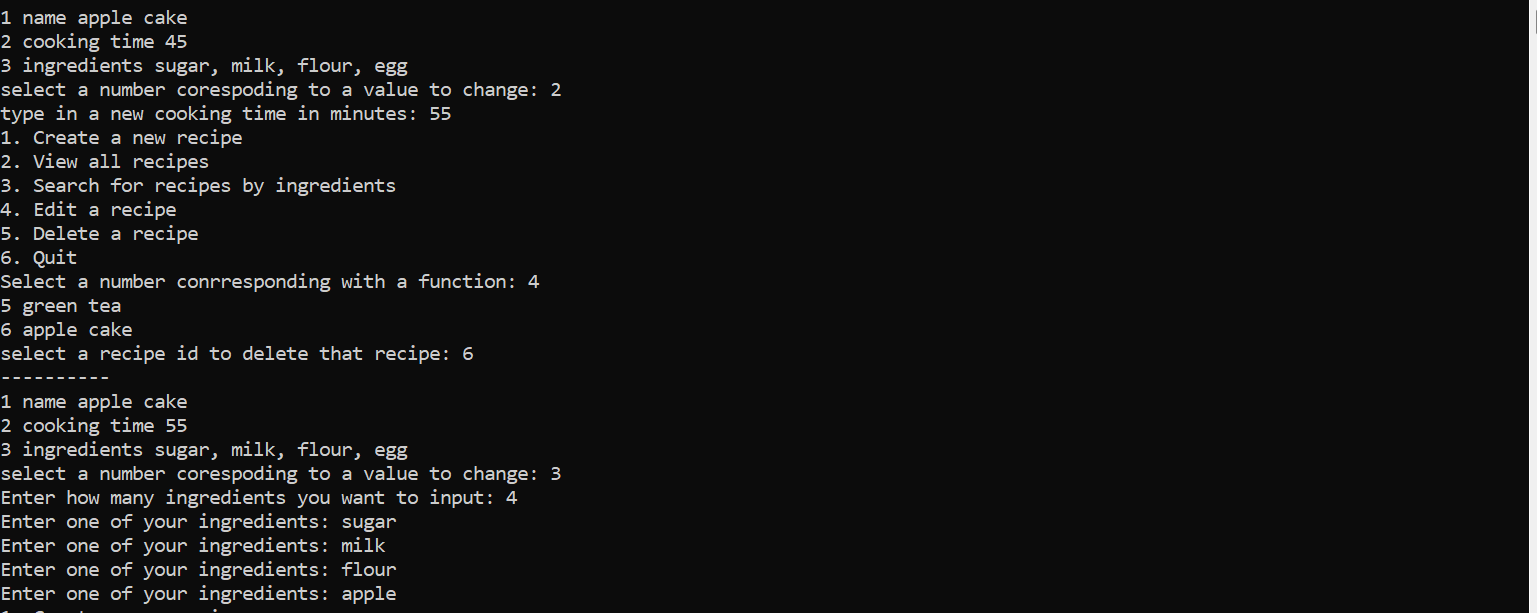 1 name apple cake
2 cooking time 45
3 ingredients sugar, milk, flour, egg
select a number corespoding to a value to change: 2
type in a new cooking time in minutes: 55
1. Create a new recipe
2. View all recipes
3. Search for recipes by ingredients
4. Edit a recipe
5. Delete a recipe
6. Quit
Select a number conrresponding with a function: 4
5 green tea
6 apple cake
select a recipe id to delete that recipe: 6
----------
1 name apple cake
2 cooking time 55
3 ingredients sugar, milk, flour, egg
select a number corespoding to a value to change: 3
Enter how many ingredients you want to input: 4
Enter one of your ingredients: sugar
Enter one of your ingredients: milk
Enter one of your ingredients: flour
Enter one of your ingredients: apple